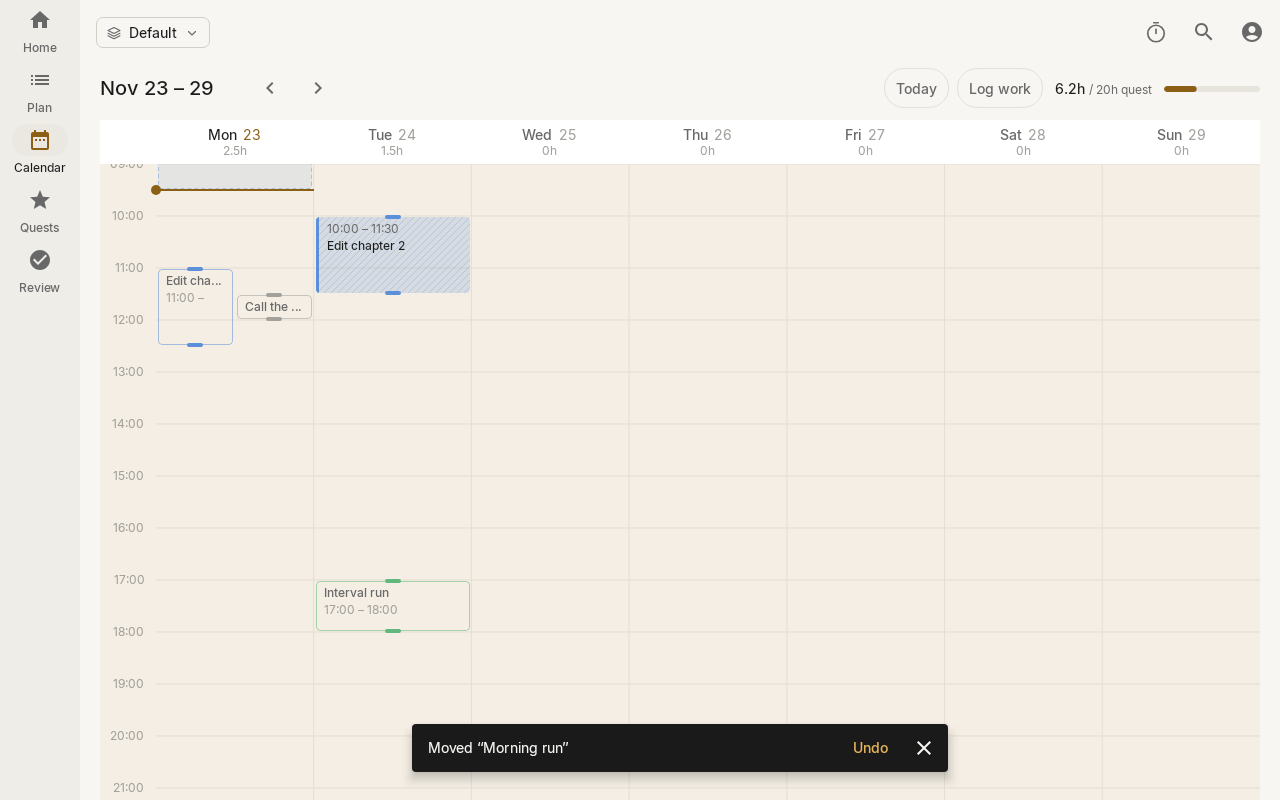 Home
Plan
Calendar
Quests
Review
Default
Nov 23 – 29
Today
Log work
6.2h / 20h quest
Mon 23
2.5h
Tue 24
1.5h
Wed 25
0h
Thu 26
0h
Fri 27
0h
Sat 28
0h
Sun 29
0h
09:00
10:00
11:00
12:00
13:00
14:00
15:00
16:00
17:00
18:00
19:00
20:00
21:00
Edit cha...
11:00 –
Call the ...
10:00 – 11:30
Edit chapter 2
Interval run
17:00 – 18:00
Moved “Morning run”
Undo